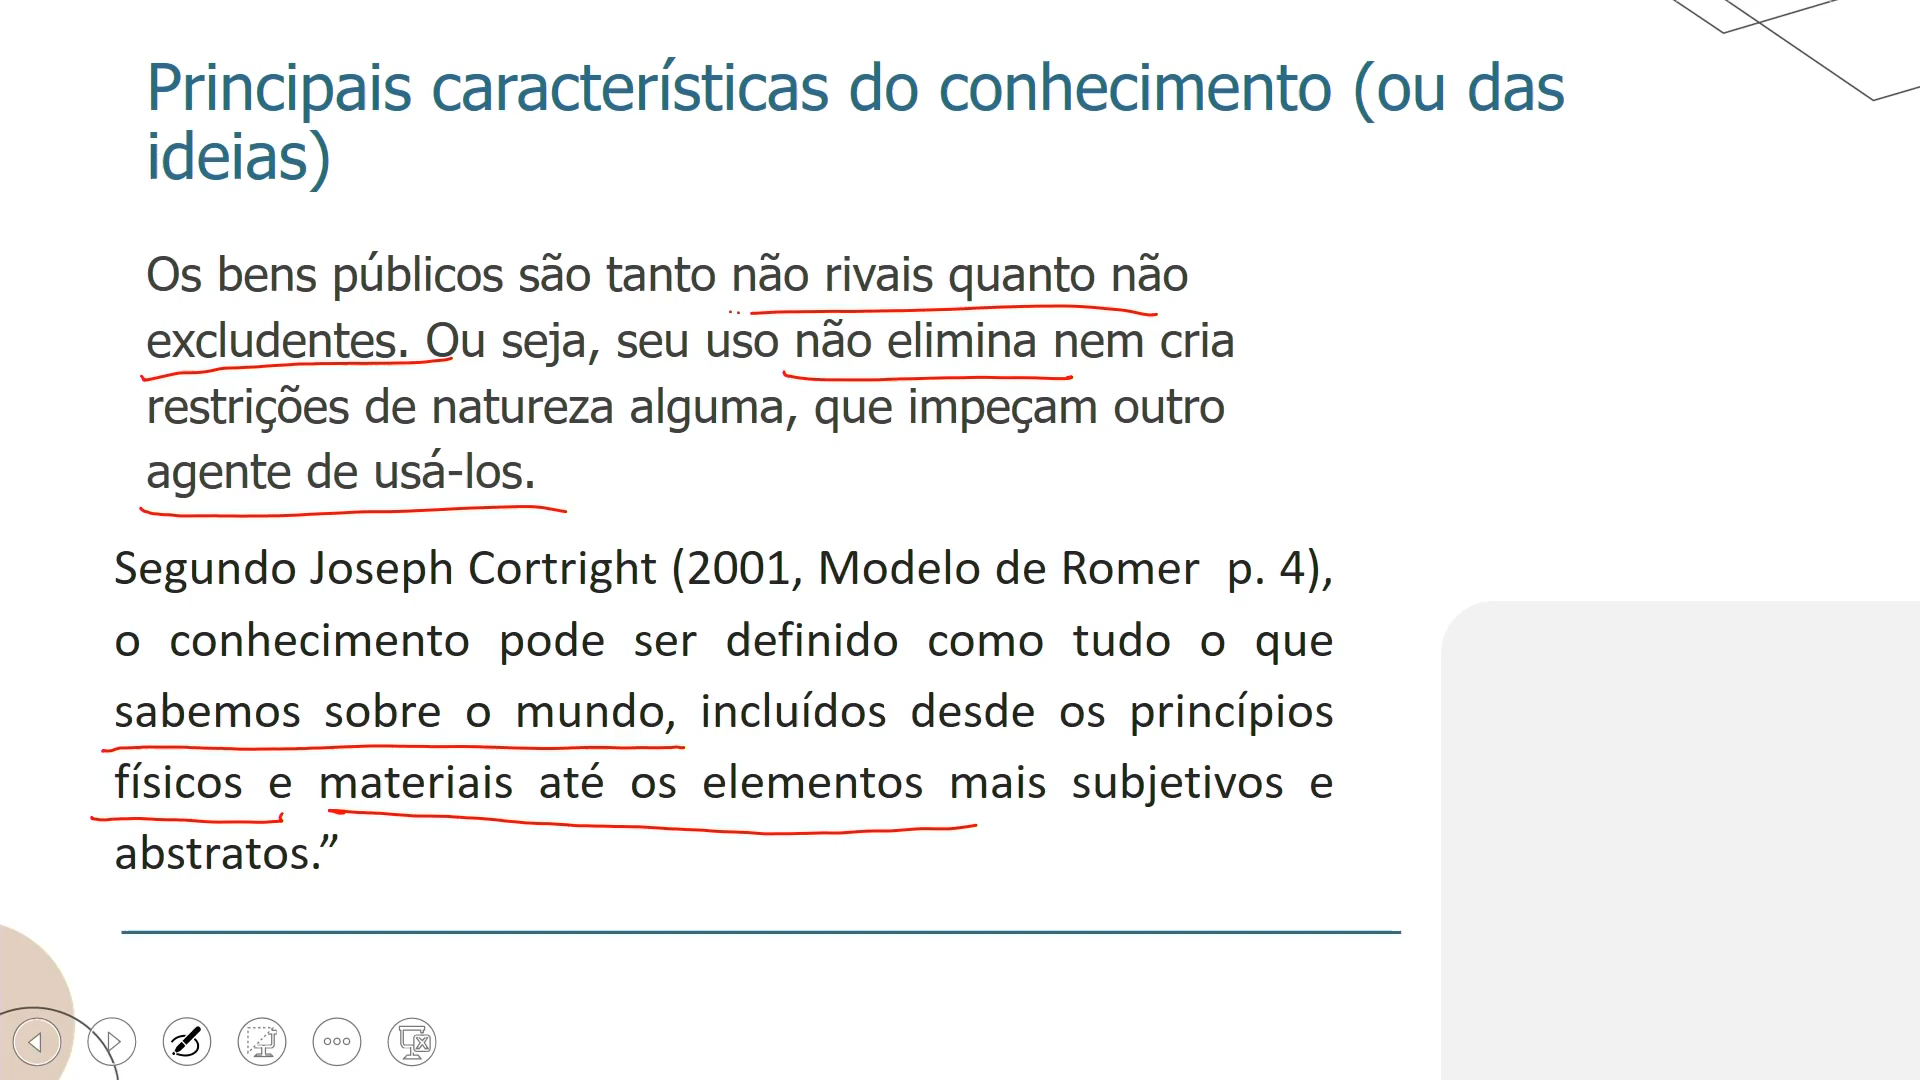 Principais características do conhecimento (ou das
ideias)
Os bens públicos são tanto não rivais quanto não
excludentes. Ou seja, seu uso não elimina nem cria
restrições de natureza alguma, que impeçam outro
agente de usá-los.
Segundo Joseph Cortright (2001, Modelo de Romer  p. 4),
o conhecimento pode ser definido como tudo o que
sabemos sobre o mundo, incluídos desde os princípios
físicos e materiais até os elementos mais subjetivos e
abstratos.”